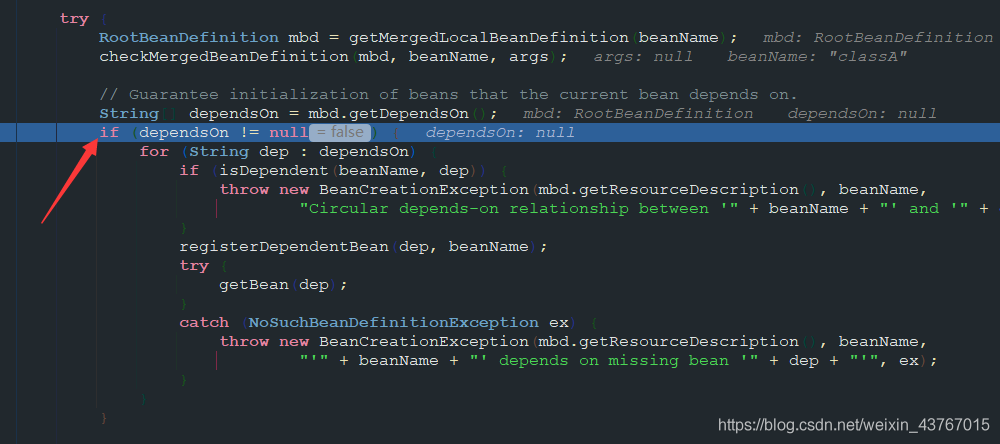 try {
RootBeanDefinition mbd = getMergedLocalBeanDefinition(beanName); mbd: RootBeanDefinition
checkMergedBeanDefinition(mbd, beanName, args); args: null beanName: "classA"
// Guarantee initialization of beans that the current bean depends on.
String[] dependsOn = mbd.getDependsOn(); mbd: RootBeanDefinition dependsOn: null
if (dependsOn != null = false ) { dependsOn: null
for (String dep : dependsOn) {
if (isDependent(beanName, dep)) {
throw new BeanCreationException(mbd.getResourceDescription(), beanName,
"Circular depends-on relationship between '" + beanName + "' and '" +
}
registerDependentBean(dep, beanName);
try {
getBean(dep);
}
catch (NoSuchBeanDefinitionException ex) {
throw new BeanCreationException(mbd.getResourceDescription(), beanName,
"'" + beanName + "' depends on missing bean '" + dep + "'", ex);
}
}
}
https://blog.csdn.net/weixin_43767015